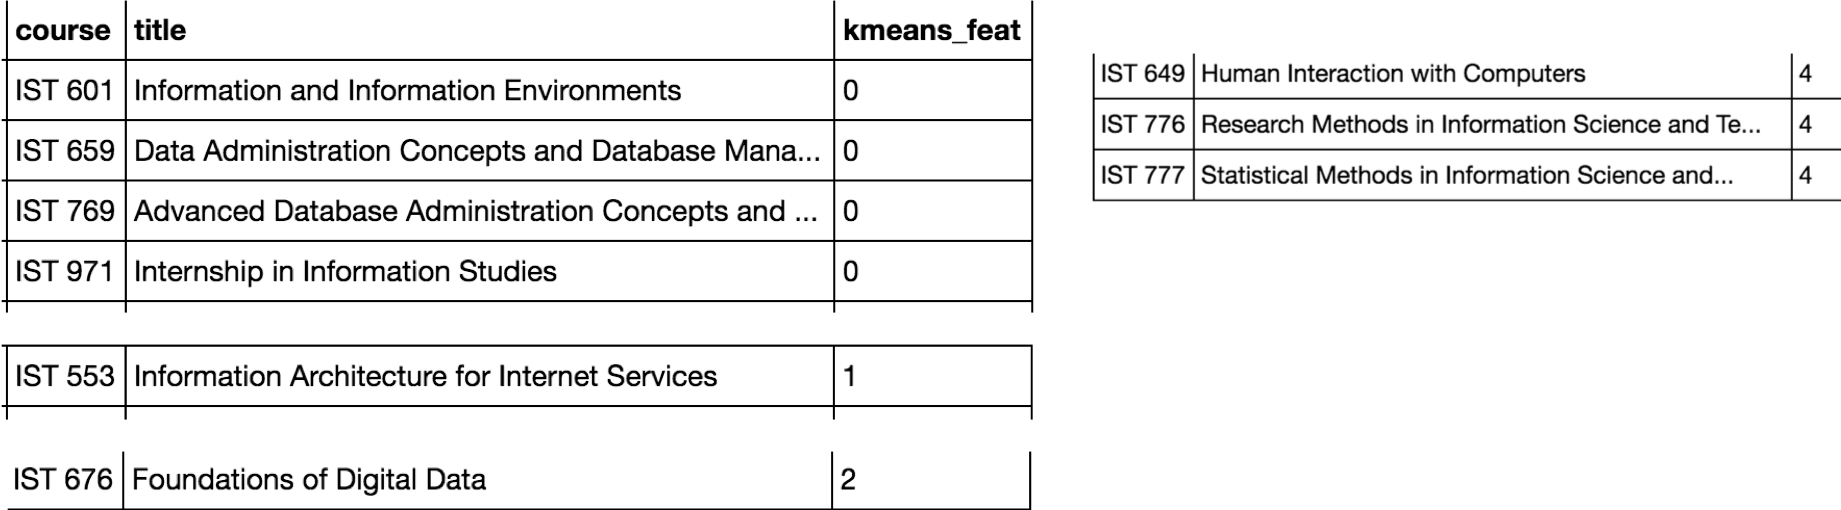 course title kmeans_feat
IST 601 Information and Information Environments 0
IST 659 Data Administration Concepts and Database Mana... 0
IST 769 Advanced Database Administration Concepts and ... 0
IST 971 Internship in Information Studies 0
IST 553 Information Architecture for Internet Services 1
IST 676 Foundations of Digital Data 2
IST 649 Human Interaction with Computers 4
IST 776 Research Methods in Information Science and Te... 4
IST 777 Statistical Methods in Information Science and... 4